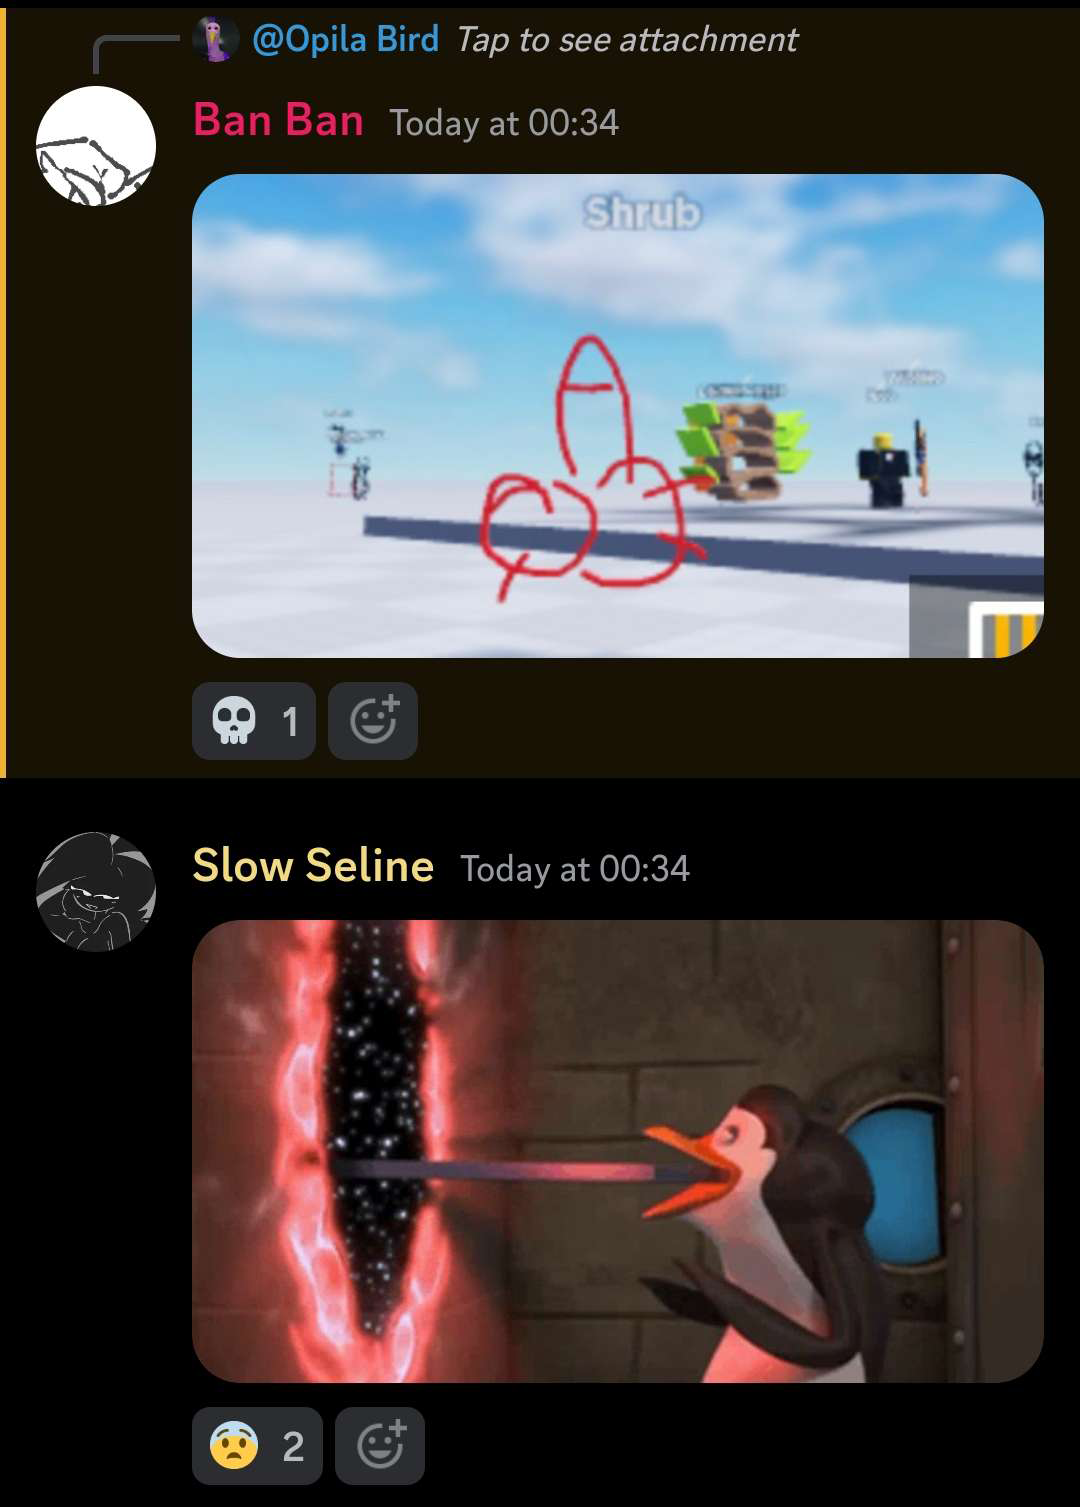 @Opila Bird Tap to see attachment
Ban Ban Today at 00:34
Shrub
1
Slow Seline Today at 00:34
2